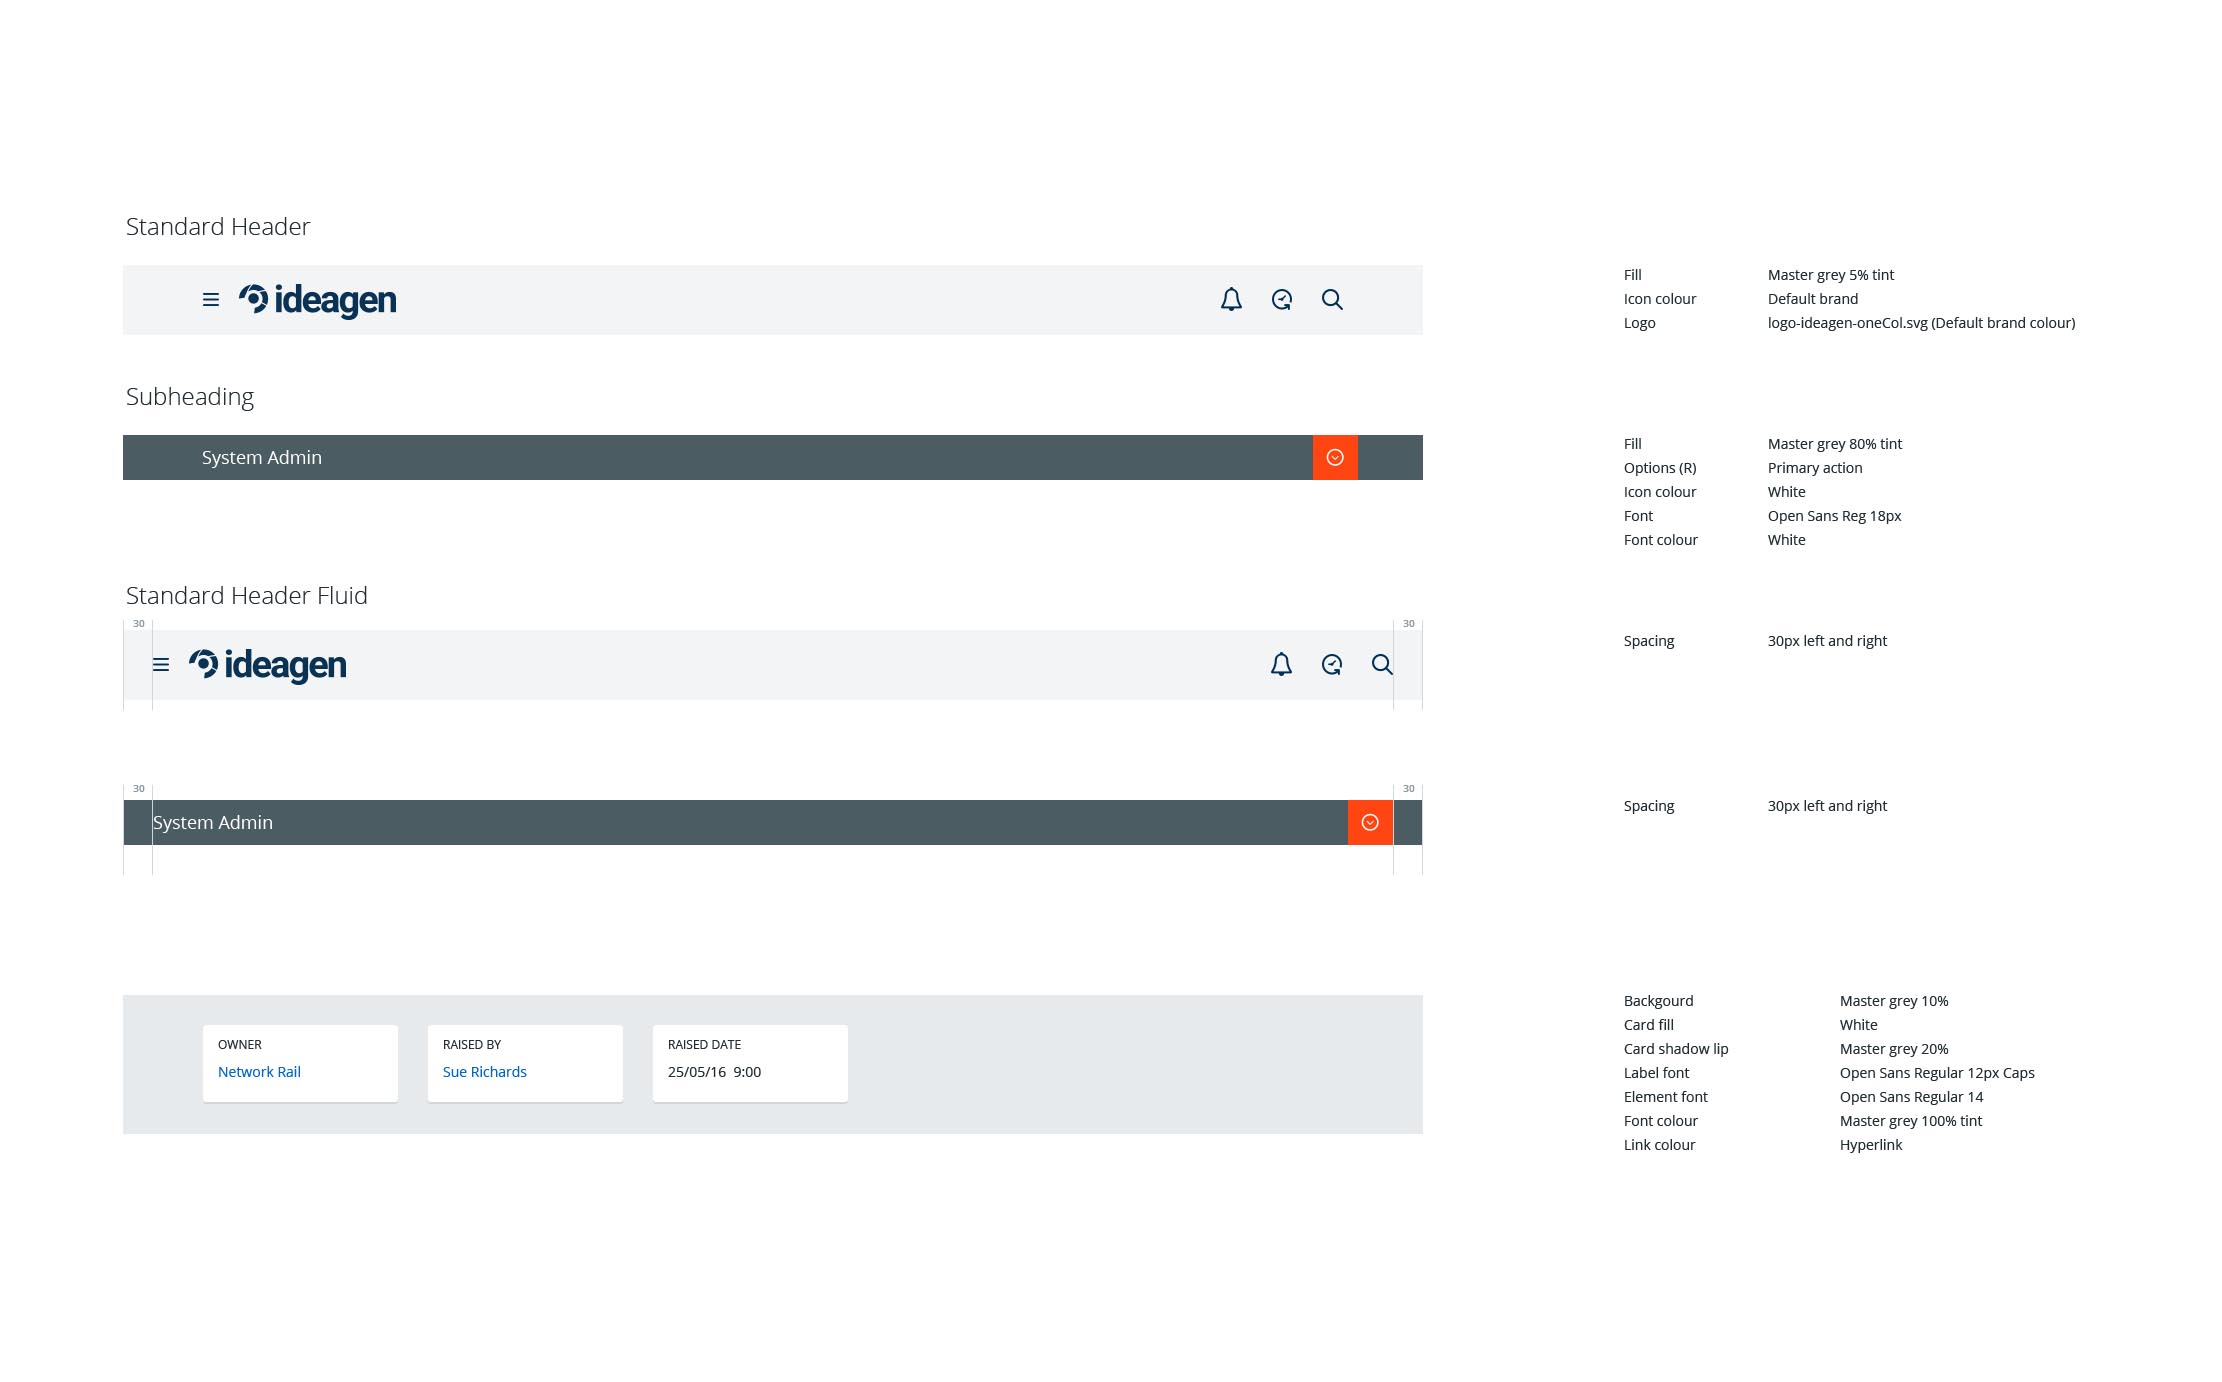 Standard Header
ideagen
Fill Master grey 5% tint
Icon colour Default brand
Logo logo-ideagen-oneCol.svg (Default brand colour)
Subheading
System Admin
Fill Master grey 80% tint
Options (R) Primary action
Icon colour White
Font Open Sans Reg 18px
Font colour White
Standard Header Fluid
30 30
ideagen
Spacing 30px left and right
30 30
System Admin
Spacing 30px left and right
OWNER
Network Rail
RAISED BY
Sue Richards
RAISED DATE
25/05/16 9:00
Backgourd Master grey 10%
Card fill White
Card shadow lip Master grey 20%
Label font Open Sans Regular 12px Caps
Element font Open Sans Regular 14
Font colour Master grey 100% tint
Link colour Hyperlink